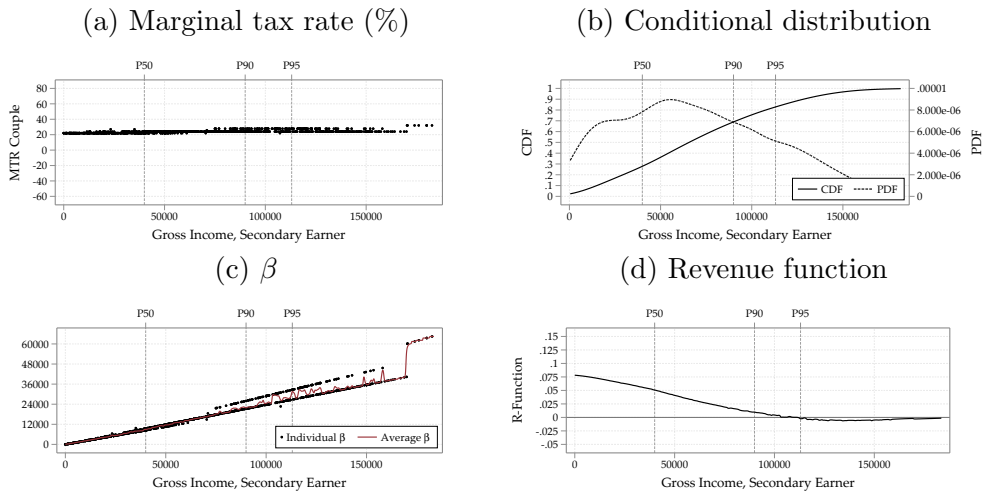 (a) Marginal tax rate (%)
P50 P90 P95
80
60
40
20
0
-20
-40
-60
MTR Couple
0 50000 100000 150000
Gross Income, Secondary Earner
(b) Conditional distribution
P50 P90 P95
1
.9
.8
.7
.6
.5
.4
.3
.2
.1
0
CDF
.00001
8.000e-06
6.000e-06
4.000e-06
2.000e-06
0
PDF
CDF PDF
0 50000 100000 150000
Gross Income, Secondary Earner
(c) β
P50 P90 P95
60000
48000
36000
24000
12000
0
Individual β Average β
0 50000 100000 150000
Gross Income, Secondary Earner
(d) Revenue function
P50 P90 P95
.15
.125
.1
.075
.05
.025
0
-.025
-.05
R-Function
0 50000 100000 150000
Gross Income, Secondary Earner